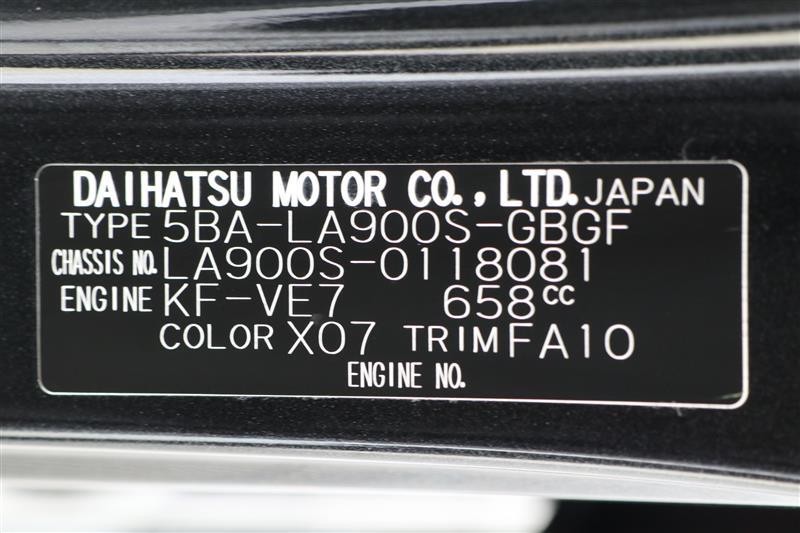 DAIHATSU MOTOR CO., LTD. JAPAN
TYPE 5BA-LA900S-GBGF
CHASSIS NO. LA900S-0118081
ENGINE KF-VE7 658cc
COLOR X07 TRIM FA10
ENGINE NO.